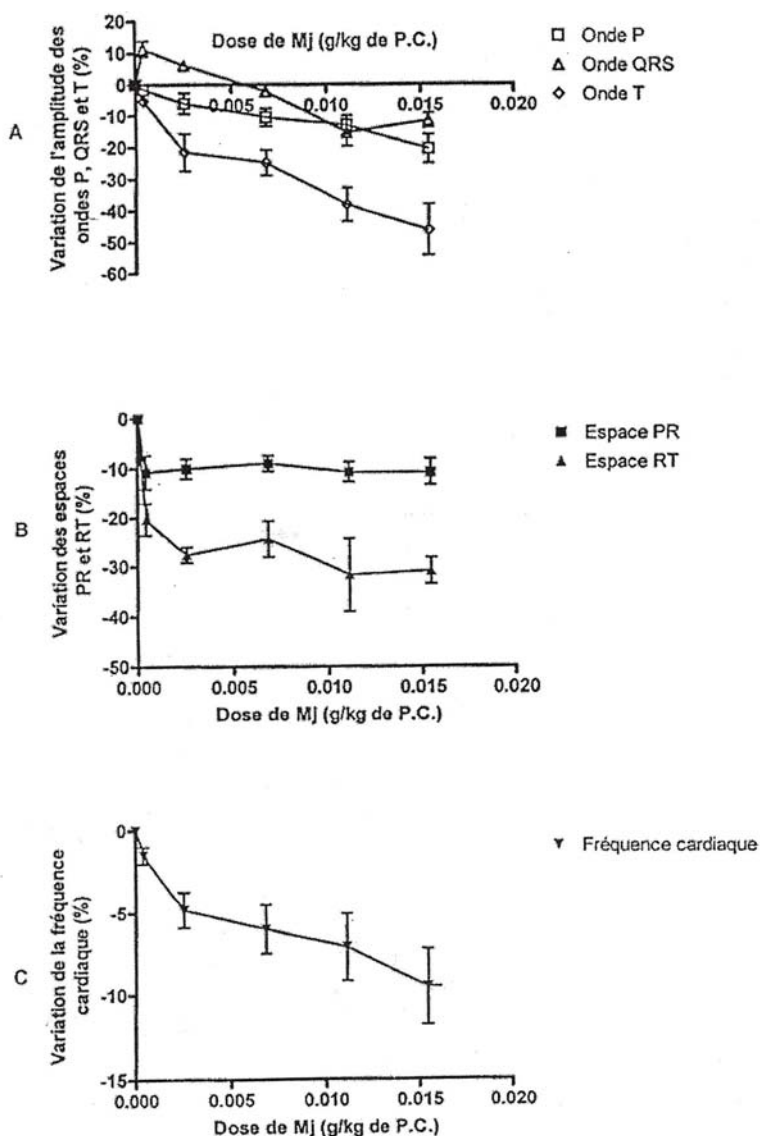 A
Variation de l'amplitude des
ondes P, QRS et T (%)
20
10
0
-10
-20
-30
-40
-50
-60
Dose de Mj (g/kg de P.C.)
0.005
0.010
0.015
0.020
Onde P
Onde QRS
Onde T
B
Variation des espaces
PR et RT (%)
0
-10
-20
-30
-40
-50
0.000
0.005
0.010
0.015
0.020
Dose de Mj (g/kg de P.C.)
Espace PR
Espace RT
C
Variation de la fréquence
cardiaque (%)
0
-5
-10
-15
0.000
0.005
0.010
0.015
0.020
Dose de Mj (g/kg de P.C.)
Fréquence cardiaque